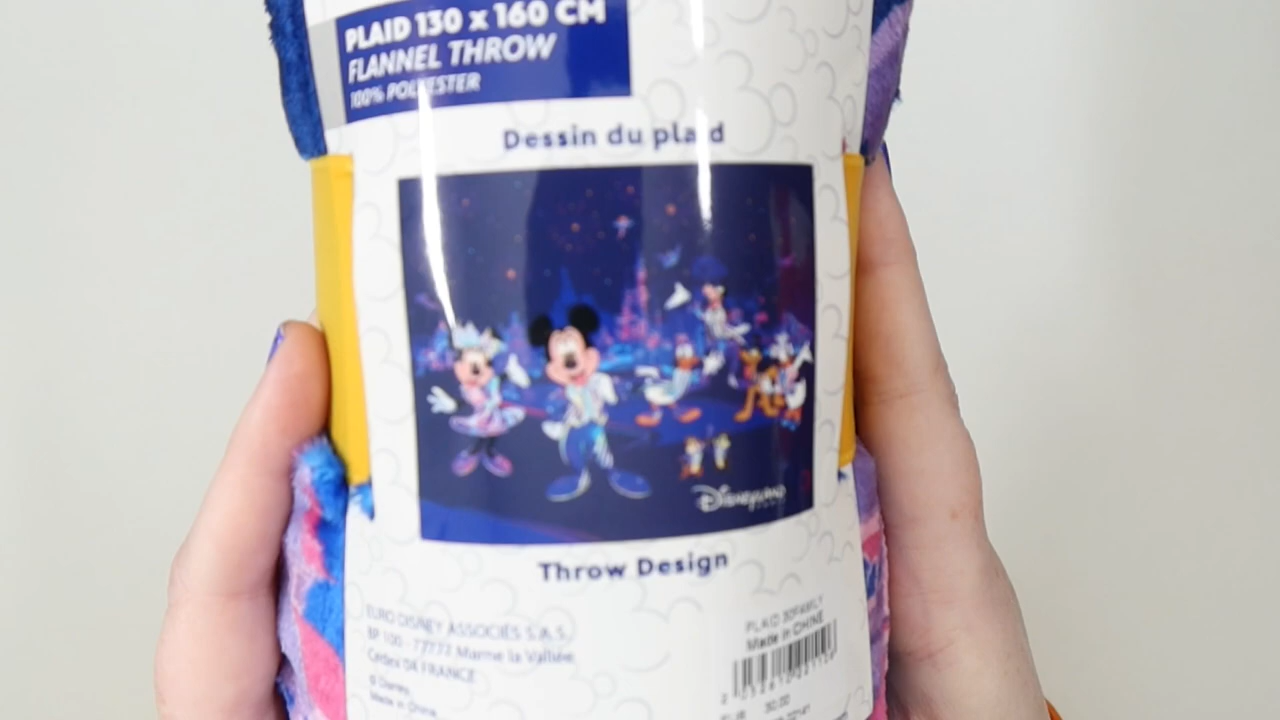 PLAID 130 x 160 CM
FLANNEL THROW
100% POLYESTER
Dessin du plaid
Disneyland
Throw Design
EURO DISNEY ASSOCIÉS S.A.S.
BP 100 - 77777 Marne la Vallée
Cedex 04 FRANCE
© Disney
Made in China
Made in CHINE